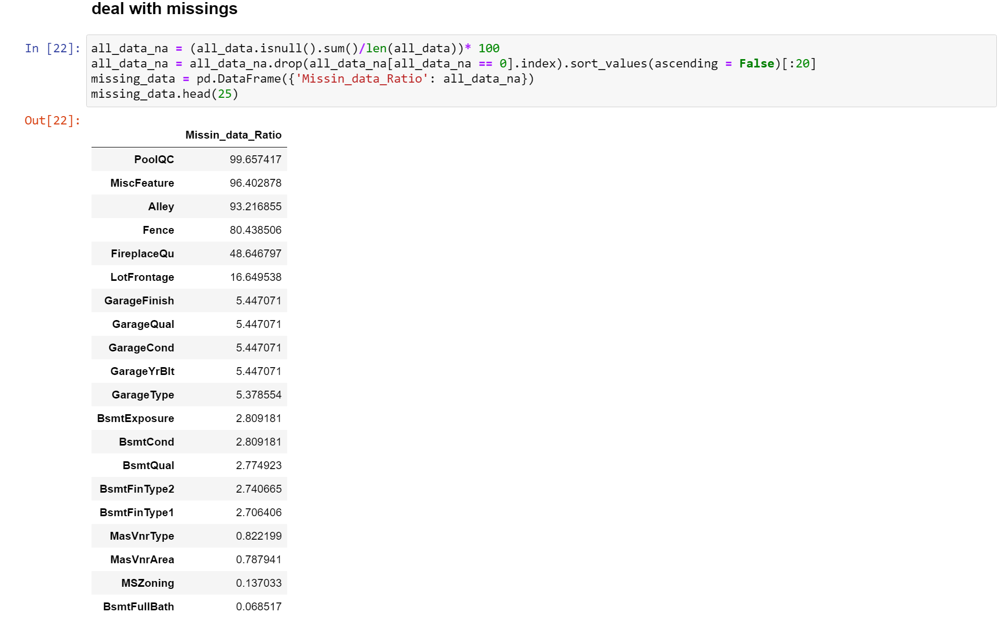 deal with missings
In [22]: all_data_na = (all_data.isnull().sum()/len(all_data))* 100
all_data_na = all_data_na.drop(all_data_na[all_data_na == 0].index).sort_values(ascending = False)[:20]
missing_data = pd.DataFrame({'Missin_data_Ratio': all_data_na})
missing_data.head(25)
Out[22]:
Missin_data_Ratio
PoolQC 99.657417
MiscFeature 96.402878
Alley 93.216855
Fence 80.438506
FireplaceQu 48.646797
LotFrontage 16.649538
GarageFinish 5.447071
GarageQual 5.447071
GarageCond 5.447071
GarageYrBlt 5.447071
GarageType 5.378554
BsmtExposure 2.809181
BsmtCond 2.809181
BsmtQual 2.774923
BsmtFinType2 2.740665
BsmtFinType1 2.706406
MasVnrType 0.822199
MasVnrArea 0.787941
MSZoning 0.137033
BsmtFullBath 0.068517